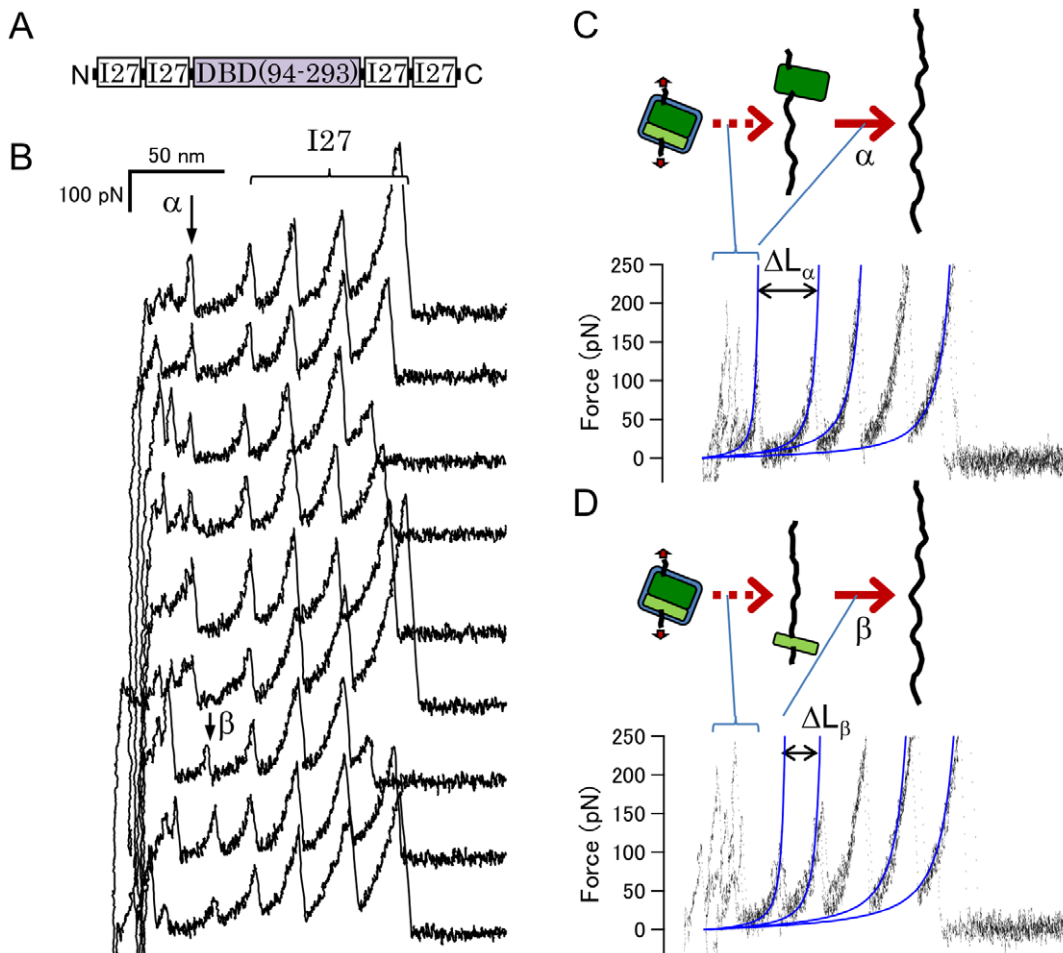 A
N I27 I27 DBD(94-293) I27 I27 C
B
50 nm
100 pN
I27
α
β
C
α
ΔLα
250
200
150
100
50
0
Force (pN)
D
β
ΔLβ
250
200
150
100
50
0
Force (pN)